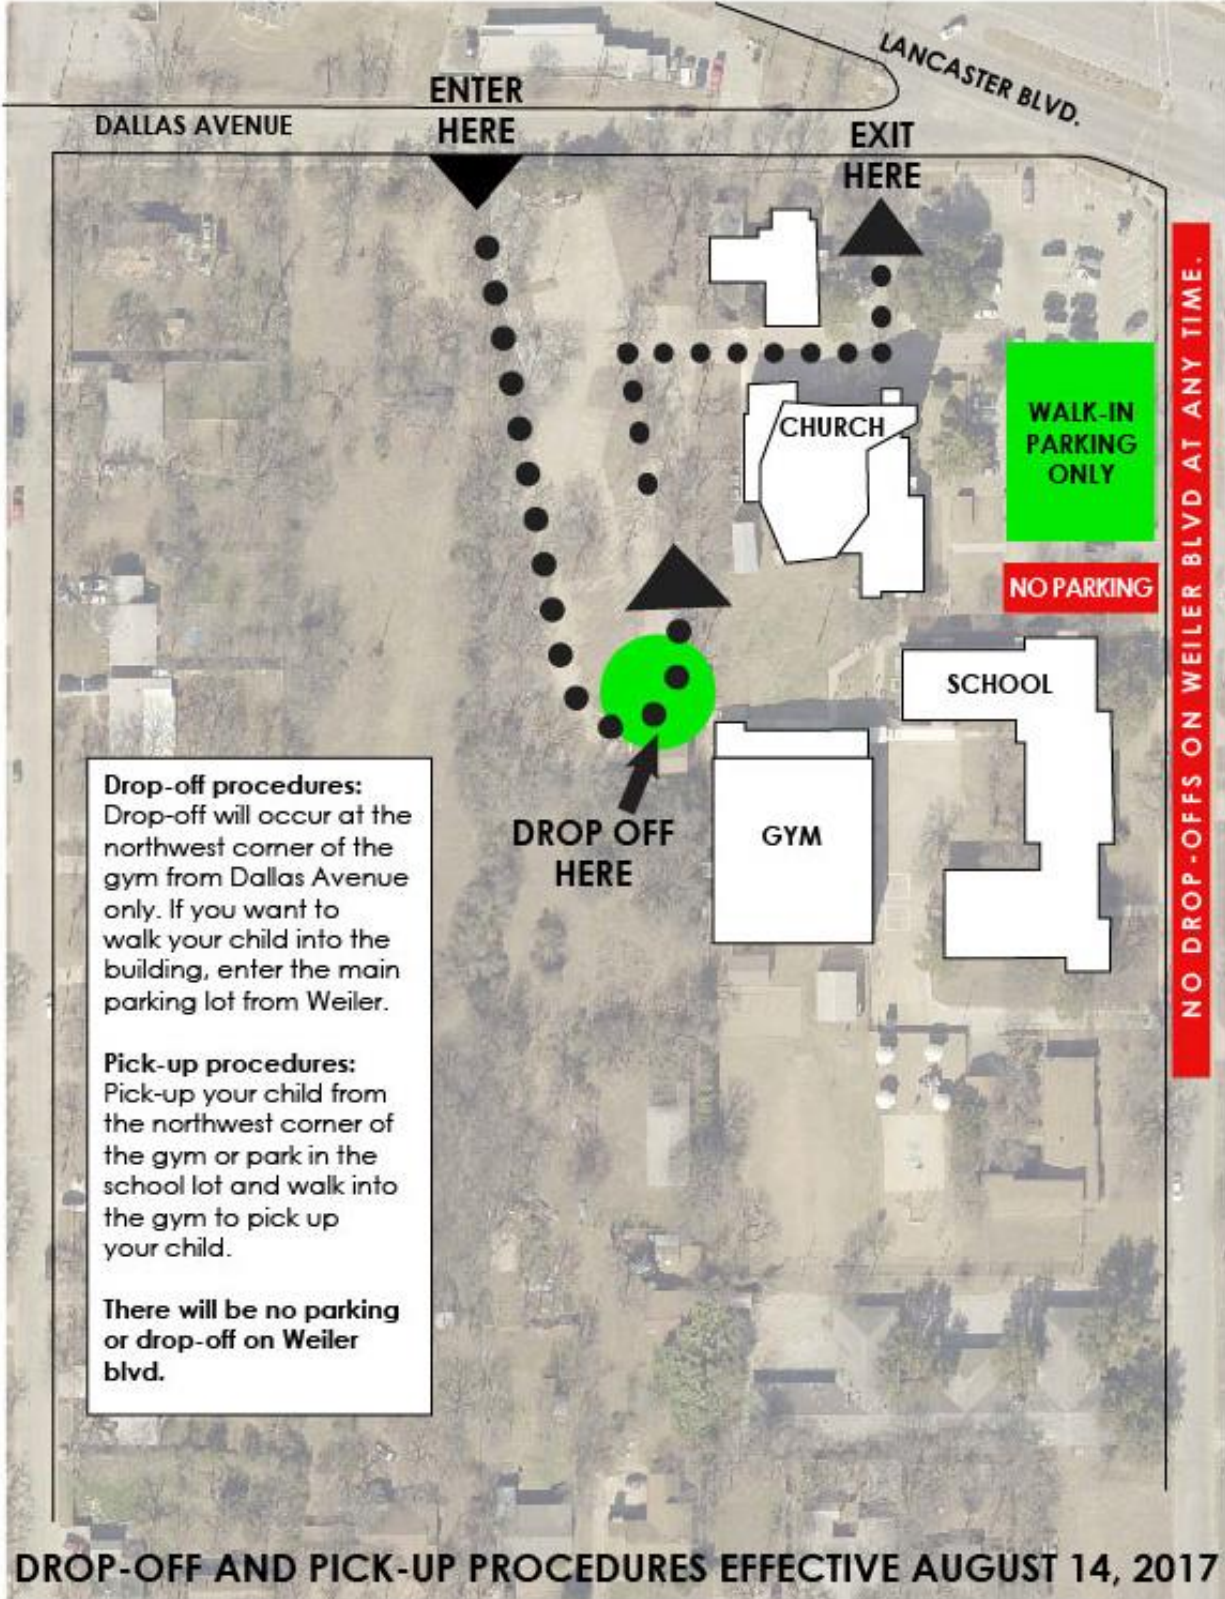 LANCASTER BLVD.
ENTER
HERE
DALLAS AVENUE
EXIT
HERE
NO DROP-OFFS ON WEILER BLVD AT ANY TIME.
WALK-IN
PARKING
ONLY
CHURCH
NO PARKING
SCHOOL
DROP OFF
HERE
GYM
Drop-off procedures:
Drop-off will occur at the
northwest corner of the
gym from Dallas Avenue
only. If you want to
walk your child into the
building, enter the main
parking lot from Weiler.
Pick-up procedures:
Pick-up your child from
the northwest corner of
the gym or park in the
school lot and walk into
the gym to pick up
your child.
There will be no parking
or drop-off on Weiler
blvd.
DROP-OFF AND PICK-UP PROCEDURES EFFECTIVE AUGUST 14, 2017